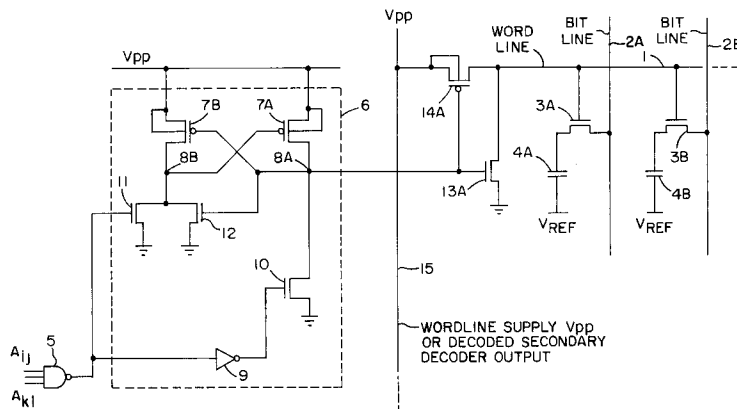 Vpp
BIT LINE
BIT LINE
2A
2B
Vpp
WORD LINE
1
7B
7A
6
14A
3A
8B
8A
4A
3B
11
13A
4B
12
VREF
VREF
10
15
5
WORDLINE SUPPLY Vpp
OR DECODED SECONDARY
DECODER OUTPUT
Aij
9
Akl